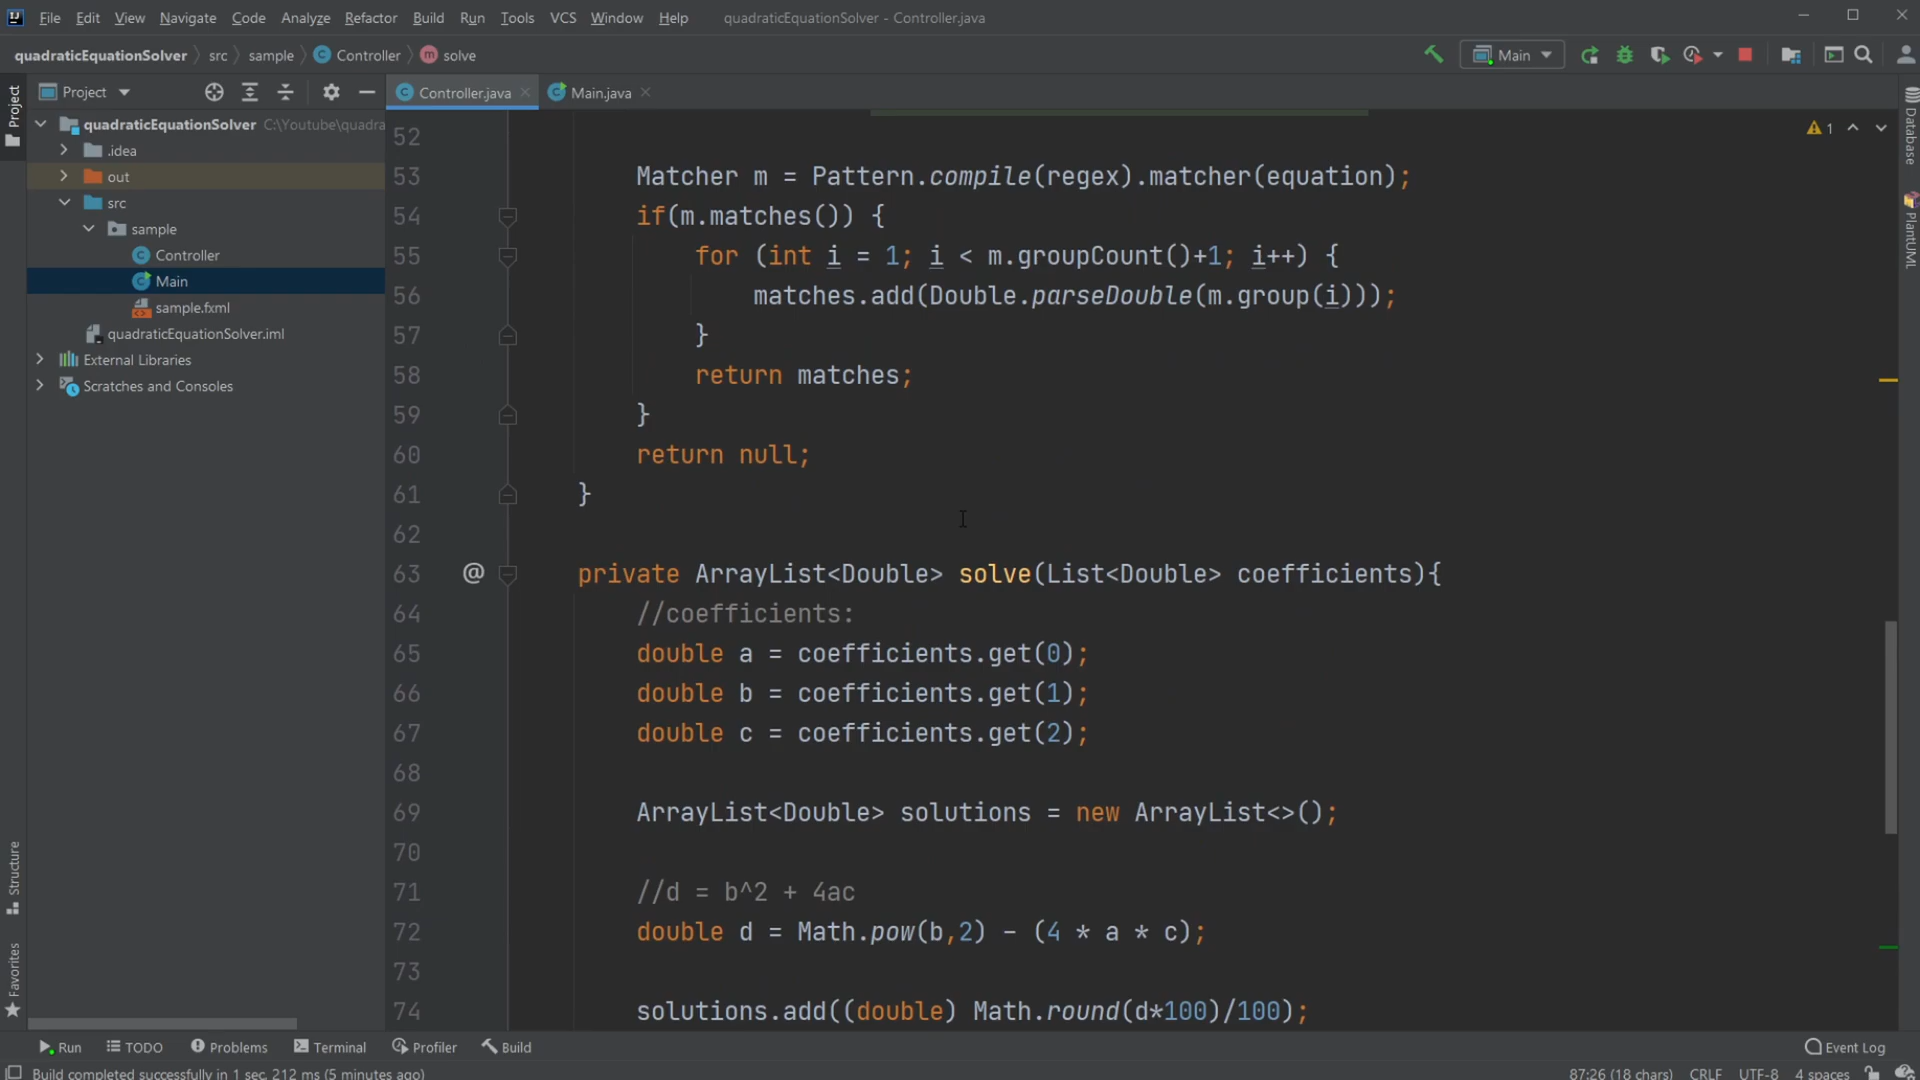 File Edit View Navigate Code Analyze Refactor Build Run Tools VCS Window Help quadraticEquationSolver - Controller.java
quadraticEquationSolver src sample Controller m solve Main
Project Controller.java Main.java
Project
quadraticEquationSolver C:\Youtube\quadra
.idea
out
src
sample
Controller
Main
sample.fxml
quadraticEquationSolver.iml
External Libraries
Scratches and Consoles
Structure
Favorites
1
52
53 Matcher m = Pattern.compile(regex).matcher(equation);
54 if(m.matches()) {
55 for (int i = 1; i < m.groupCount()+1; i++) {
56 matches.add(Double.parseDouble(m.group(i)));
57 }
58 return matches;
59 }
60 return null;
61 }
62
63 @ private ArrayList<Double> solve(List<Double> coefficients){
64 //coefficients:
65 double a = coefficients.get(0);
66 double b = coefficients.get(1);
67 double c = coefficients.get(2);
68
69 ArrayList<Double> solutions = new ArrayList<>();
70
71 //d = b^2 + 4ac
72 double d = Math.pow(b,2) - (4 * a * c);
73
74 solutions.add((double) Math.round(d*100)/100);
Database
PlantUML
Run TODO Problems Terminal Profiler Build Event Log
Build completed successfully in 1 sec, 212 ms (5 minutes ago) 87:26 (18 chars) CRLF UTF-8 4 spaces